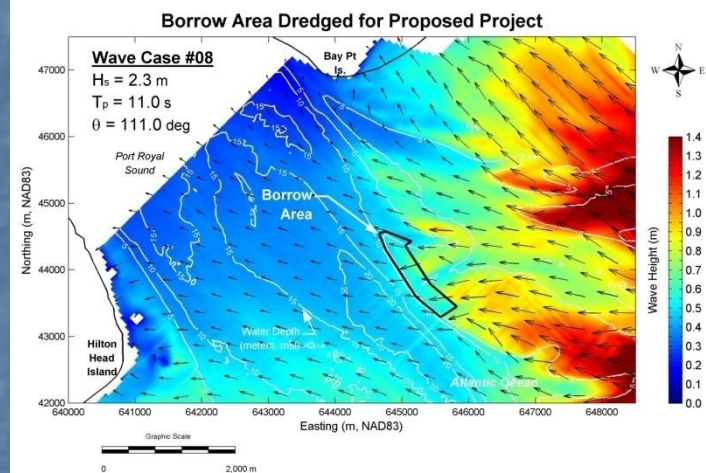 Borrow Area Dredged for Proposed Project
Wave Case #08
Hs = 2.3 m
Tp = 11.0 s
θ = 111.0 deg
Bay Pt
Is.
Port Royal
Sound
Borrow
Area
Water Depth
(meters, msl)
Hilton
Head
Island
Atlantic Ocean
N
W E
S
47000
46000
45000
44000
43000
42000
Northing (m, NAD83)
640000 641000 642000 643000 644000 645000 646000 647000 648000
Easting (m, NAD83)
1.4
1.3
1.2
1.1
1.0
0.9
0.8
0.7
0.6
0.5
0.4
0.3
0.2
0.1
0.0
Wave Height (m)
Graphic Scale
0 2,000 m